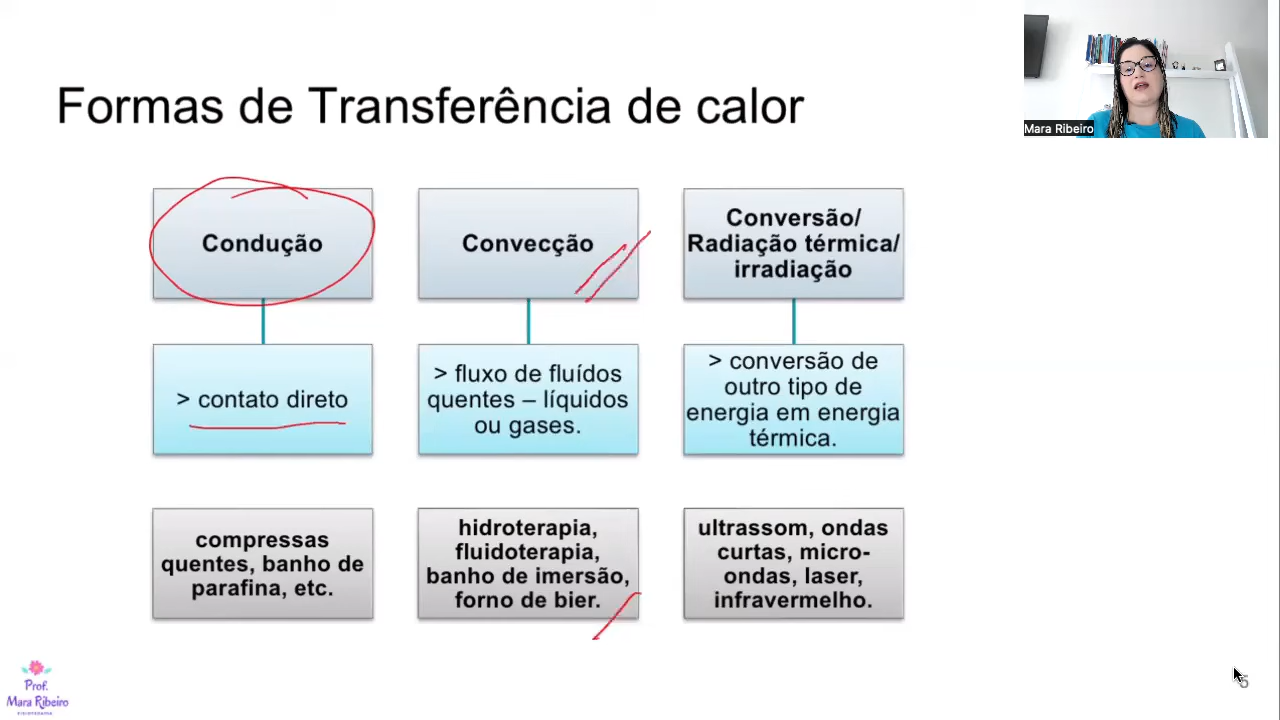 Formas de Transferência de calor
Mara Ribeiro
Condução
Convecção
Conversão/
Radiação térmica/
irradiação
> contato direto
> fluxo de fluídos
quentes – líquidos
ou gases.
> conversão de
outro tipo de
energia em energia
térmica.
compressas
quentes, banho de
parafina, etc.
hidroterapia,
fluidoterapia,
banho de imersão,
forno de bier.
ultrassom, ondas
curtas, micro-
ondas, laser,
infravermelho.
Prof.
Mara Ribeiro
FISIOTERAPIA
5